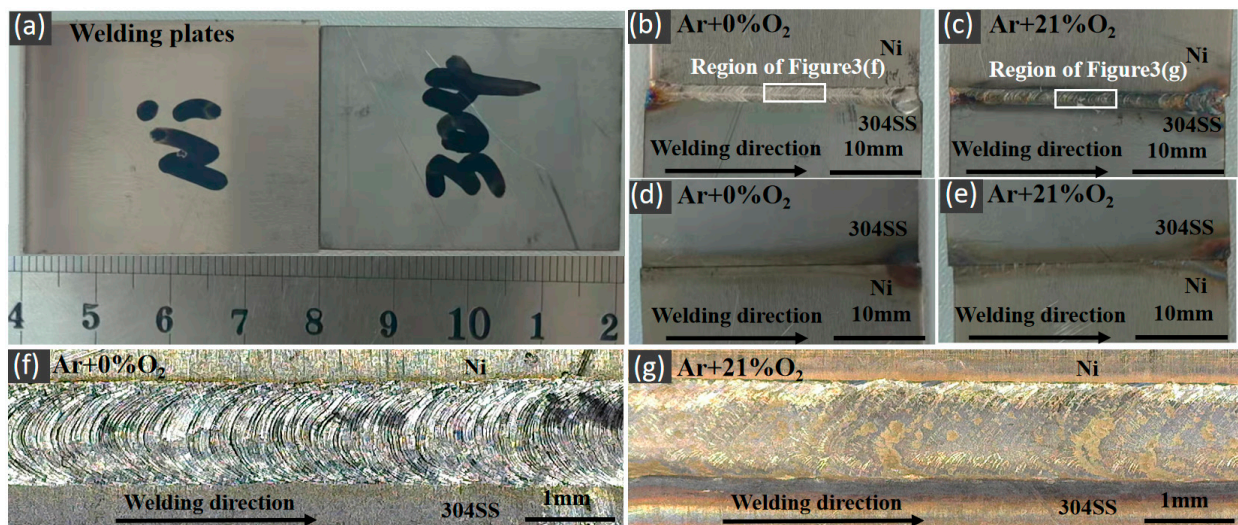 (a)
Welding plates
Ni
304
4 5 6 7 8 9 10 1 2
(b) Ar+0%O₂
Ni
Region of Figure3(f)
304SS
Welding direction
10mm
(c) Ar+21%O₂
Ni
Region of Figure3(g)
304SS
Welding direction
10mm
(d) Ar+0%O₂
304SS
Ni
Welding direction
10mm
(e) Ar+21%O₂
304SS
Ni
Welding direction
10mm
(f) Ar+0%O₂
Ni
Welding direction
304SS
1mm
(g) Ar+21%O₂
Ni
Welding direction
304SS
1mm